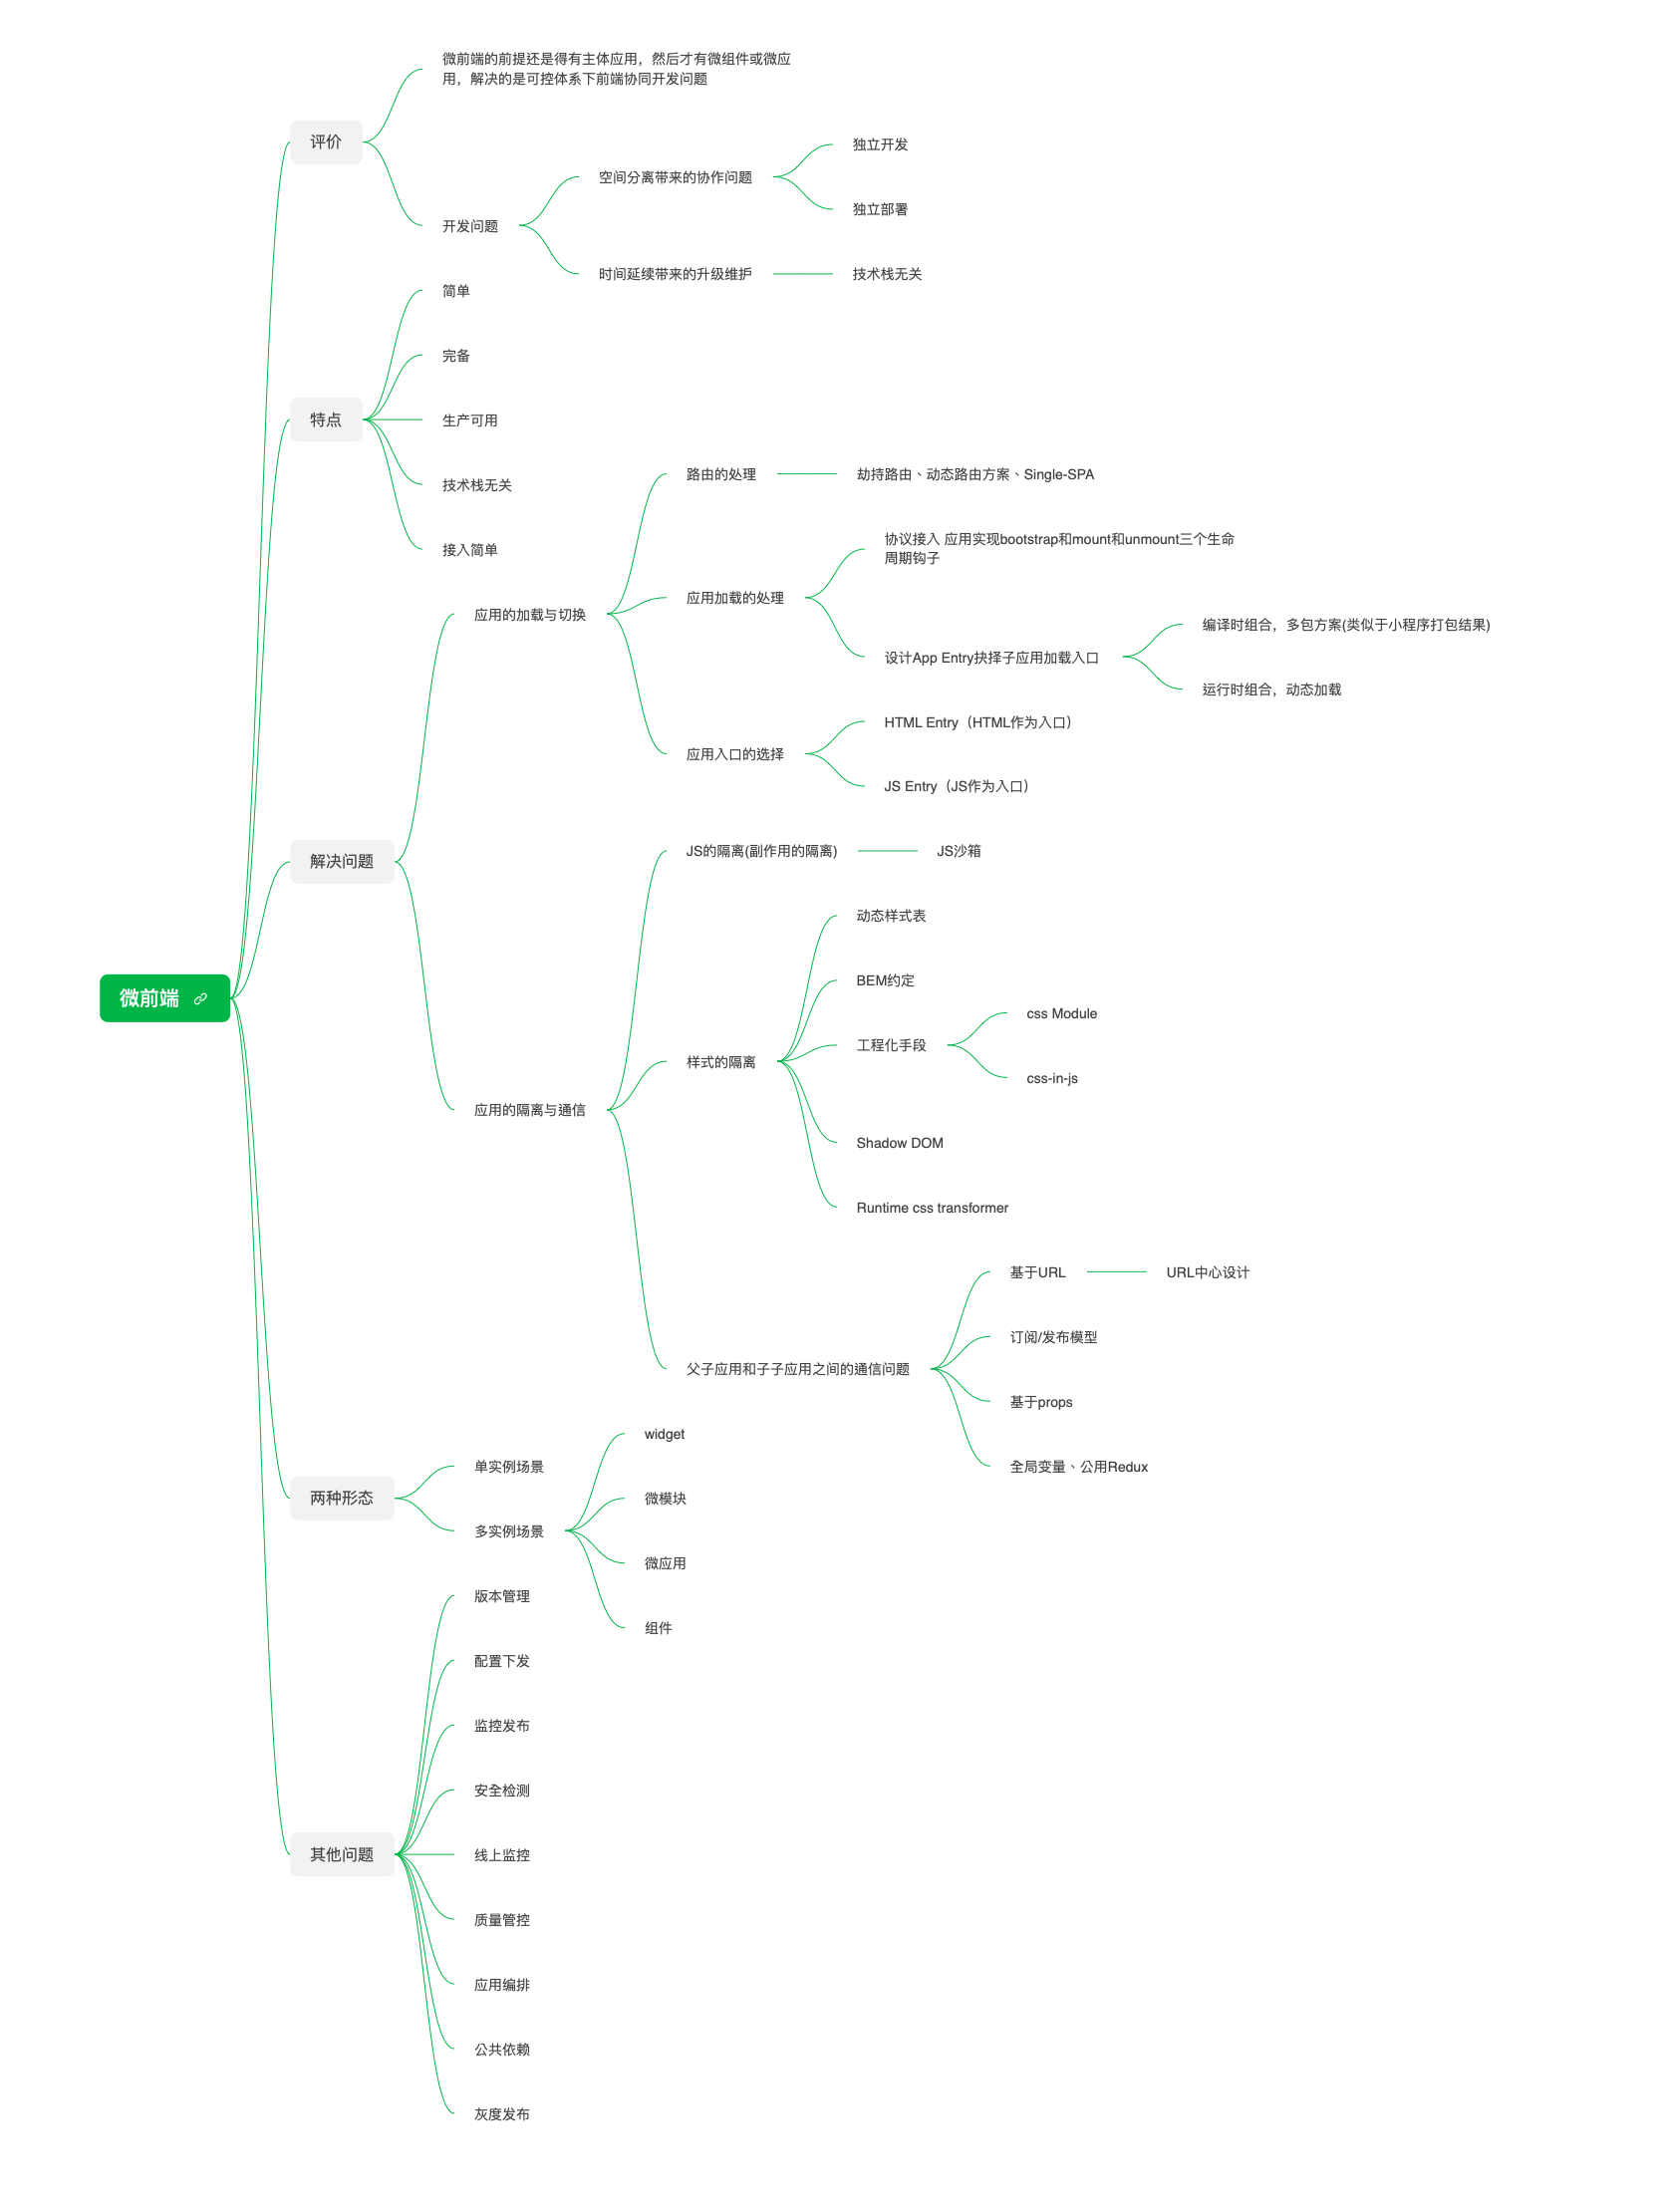 微前端
评价
微前端的前提还是得有主体应用，然后才有微组件或微应
用，解决的是可控体系下前端协同开发问题
开发问题
空间分离带来的协作问题
独立开发
独立部署
时间延续带来的升级维护
技术栈无关
特点
简单
完备
生产可用
技术栈无关
接入简单
解决问题
应用的加载与切换
路由的处理
劫持路由、动态路由方案、Single-SPA
应用加载的处理
协议接入 应用实现bootstrap和mount和unmount三个生命
周期钩子
设计App Entry抉择子应用加载入口
编译时组合，多包方案(类似于小程序打包结果)
运行时组合，动态加载
应用入口的选择
HTML Entry（HTML作为入口）
JS Entry（JS作为入口）
应用的隔离与通信
JS的隔离(副作用的隔离)
JS沙箱
样式的隔离
动态样式表
BEM约定
工程化手段
css Module
css-in-js
Shadow DOM
Runtime css transformer
父子应用和子子应用之间的通信问题
基于URL
URL中心设计
订阅/发布模型
基于props
全局变量、公用Redux
两种形态
单实例场景
多实例场景
widget
微模块
微应用
组件
其他问题
版本管理
配置下发
监控发布
安全检测
线上监控
质量管控
应用编排
公共依赖
灰度发布